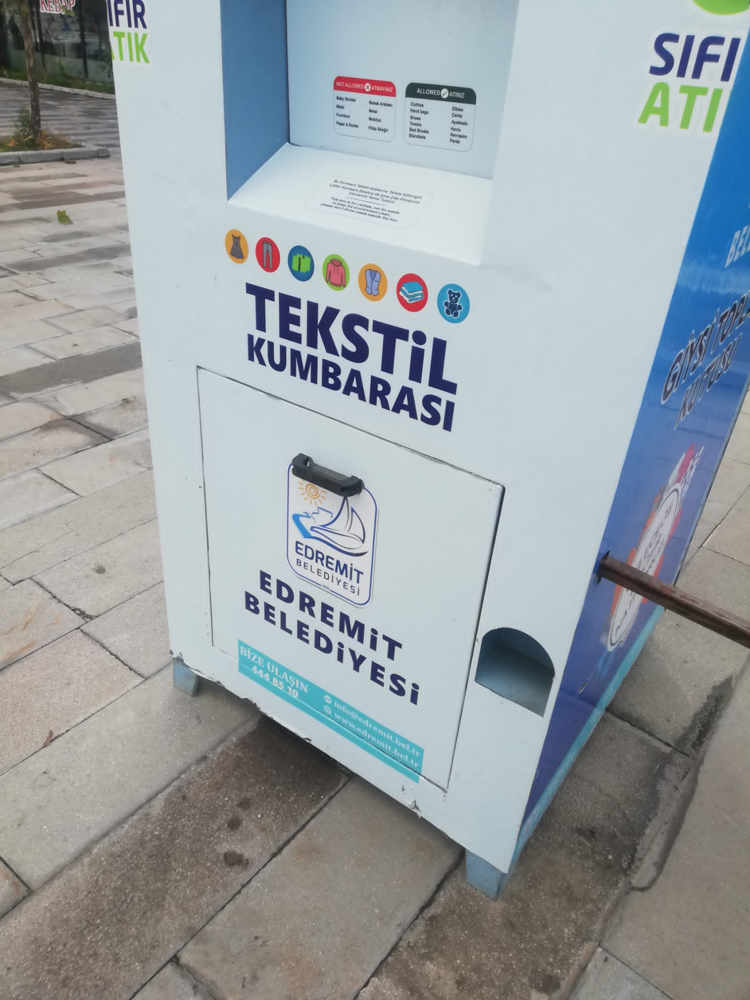 KEBAP
IFIR
ATIK
SIFI
ATI
NOT ALLOWED X ATMAYINIZ
Baby Stroller Bebek Arabası
Metal Metal
Furniture Mobilya
Paper & Books Kitap &kağıt
ALLOWED ✓ ATINIZ
Clothes Elbise
Hand bags Çanta
Shoes Ayakkabı
Towels Havlu
Bed Sheets Nevresim
Blandkets Perde
Bu Kumbara Tekstil Atıklarına Tahsis Edilmiştir.
Lütfen Kumbara Etrafına Ve İçine Çöp Atmayınız
Çevremizi Temiz Tutalım
This box is for clothes, not for waste
to keep the environment clean,
please don't throw waste beside the box
TEKSTİL
KUMBARASI
EDREMİT
BELEDİYESİ
VAN
EDREMİT
BELEDİYESİ
BİZE ULAŞIN
444 85 10
info@edremit.bel.tr
www.edremit.bel.tr
BEL
GİYSİ TOPLA
KUTUSU